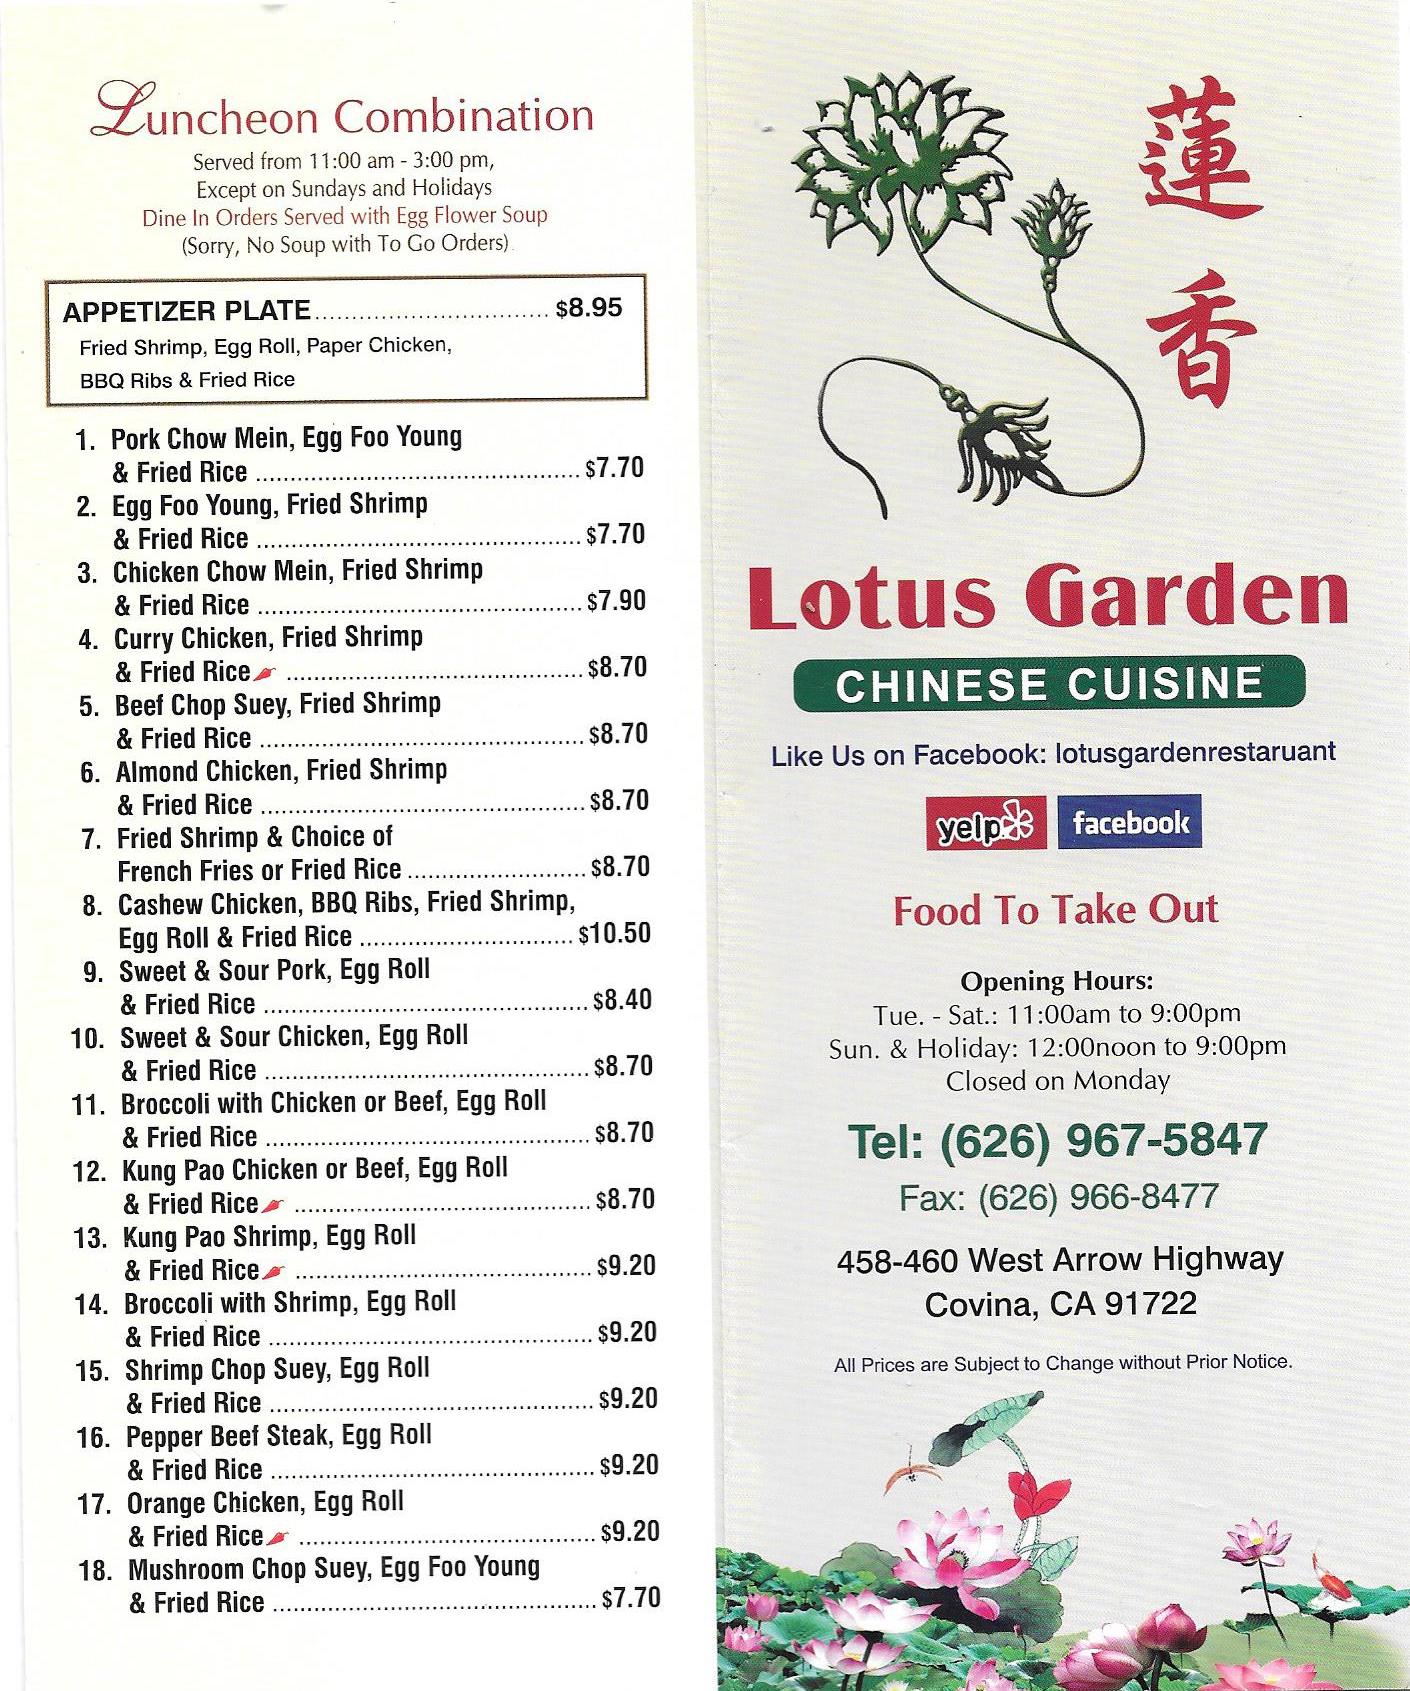 Luncheon Combination
Served from 11:00 am - 3:00 pm,
Except on Sundays and Holidays
Dine In Orders Served with Egg Flower Soup
(Sorry, No Soup with To Go Orders)
APPETIZER PLATE................................ $8.95
Fried Shrimp, Egg Roll, Paper Chicken,
BBQ Ribs & Fried Rice
1. Pork Chow Mein, Egg Foo Young
& Fried Rice ............................................... $7.70
2. Egg Foo Young, Fried Shrimp
& Fried Rice ............................................... $7.70
3. Chicken Chow Mein, Fried Shrimp
& Fried Rice ............................................... $7.90
4. Curry Chicken, Fried Shrimp
& Fried Rice ........................................... $8.70
5. Beef Chop Suey, Fried Shrimp
& Fried Rice ............................................... $8.70
6. Almond Chicken, Fried Shrimp
& Fried Rice ............................................... $8.70
7. Fried Shrimp & Choice of
French Fries or Fried Rice .......................... $8.70
8. Cashew Chicken, BBQ Ribs, Fried Shrimp,
Egg Roll & Fried Rice ............................... $10.50
9. Sweet & Sour Pork, Egg Roll
& Fried Rice ............................................... $8.40
10. Sweet & Sour Chicken, Egg Roll
& Fried Rice ............................................... $8.70
11. Broccoli with Chicken or Beef, Egg Roll
& Fried Rice ............................................... $8.70
12. Kung Pao Chicken or Beef, Egg Roll
& Fried Rice ........................................... $8.70
13. Kung Pao Shrimp, Egg Roll
& Fried Rice ........................................... $9.20
14. Broccoli with Shrimp, Egg Roll
& Fried Rice ............................................... $9.20
15. Shrimp Chop Suey, Egg Roll
& Fried Rice ............................................... $9.20
16. Pepper Beef Steak, Egg Roll
& Fried Rice ............................................... $9.20
17. Orange Chicken, Egg Roll
& Fried Rice ........................................... $9.20
18. Mushroom Chop Suey, Egg Foo Young
& Fried Rice ............................................... $7.70
蓮
香
Lotus Garden
CHINESE CUISINE
Like Us on Facebook: lotusgardenrestaruant
yelp facebook
Food To Take Out
Opening Hours:
Tue. - Sat.: 11:00am to 9:00pm
Sun. & Holiday: 12:00noon to 9:00pm
Closed on Monday
Tel: (626) 967-5847
Fax: (626) 966-8477
458-460 West Arrow Highway
Covina, CA 91722
All Prices are Subject to Change without Prior Notice.